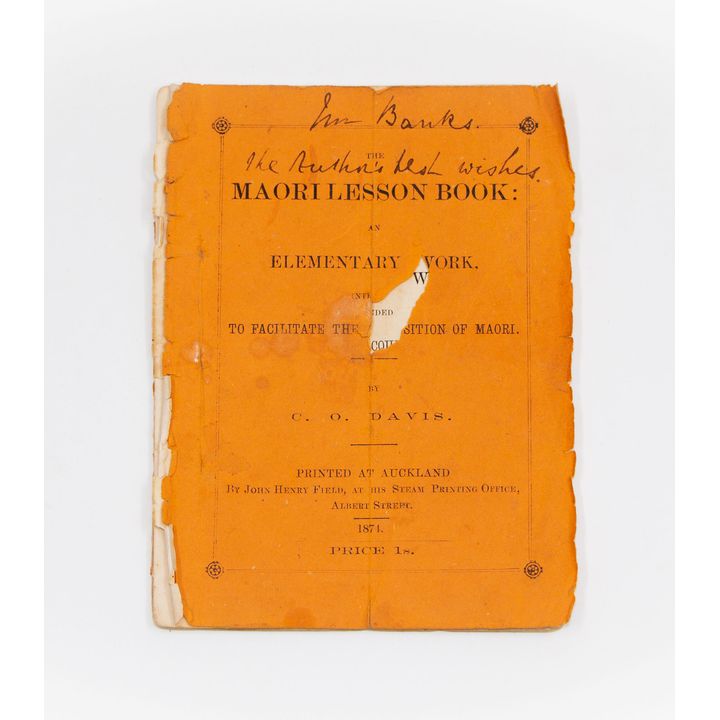 Banks.
THE
The Author's best wishes.
MAORI LESSON BOOK:
AN
ELEMENTARY WORK,
W
INTE
NDED
TO FACILITATE THE SITION OF MAORI.
COU
BY
C. O. DAVIS.
PRINTED AT AUCKLAND
BY JOHN HENRY FIELD, AT HIS STEAM PRINTING OFFICE,
ALBERT STREET.
1874.
PRICE 1s.